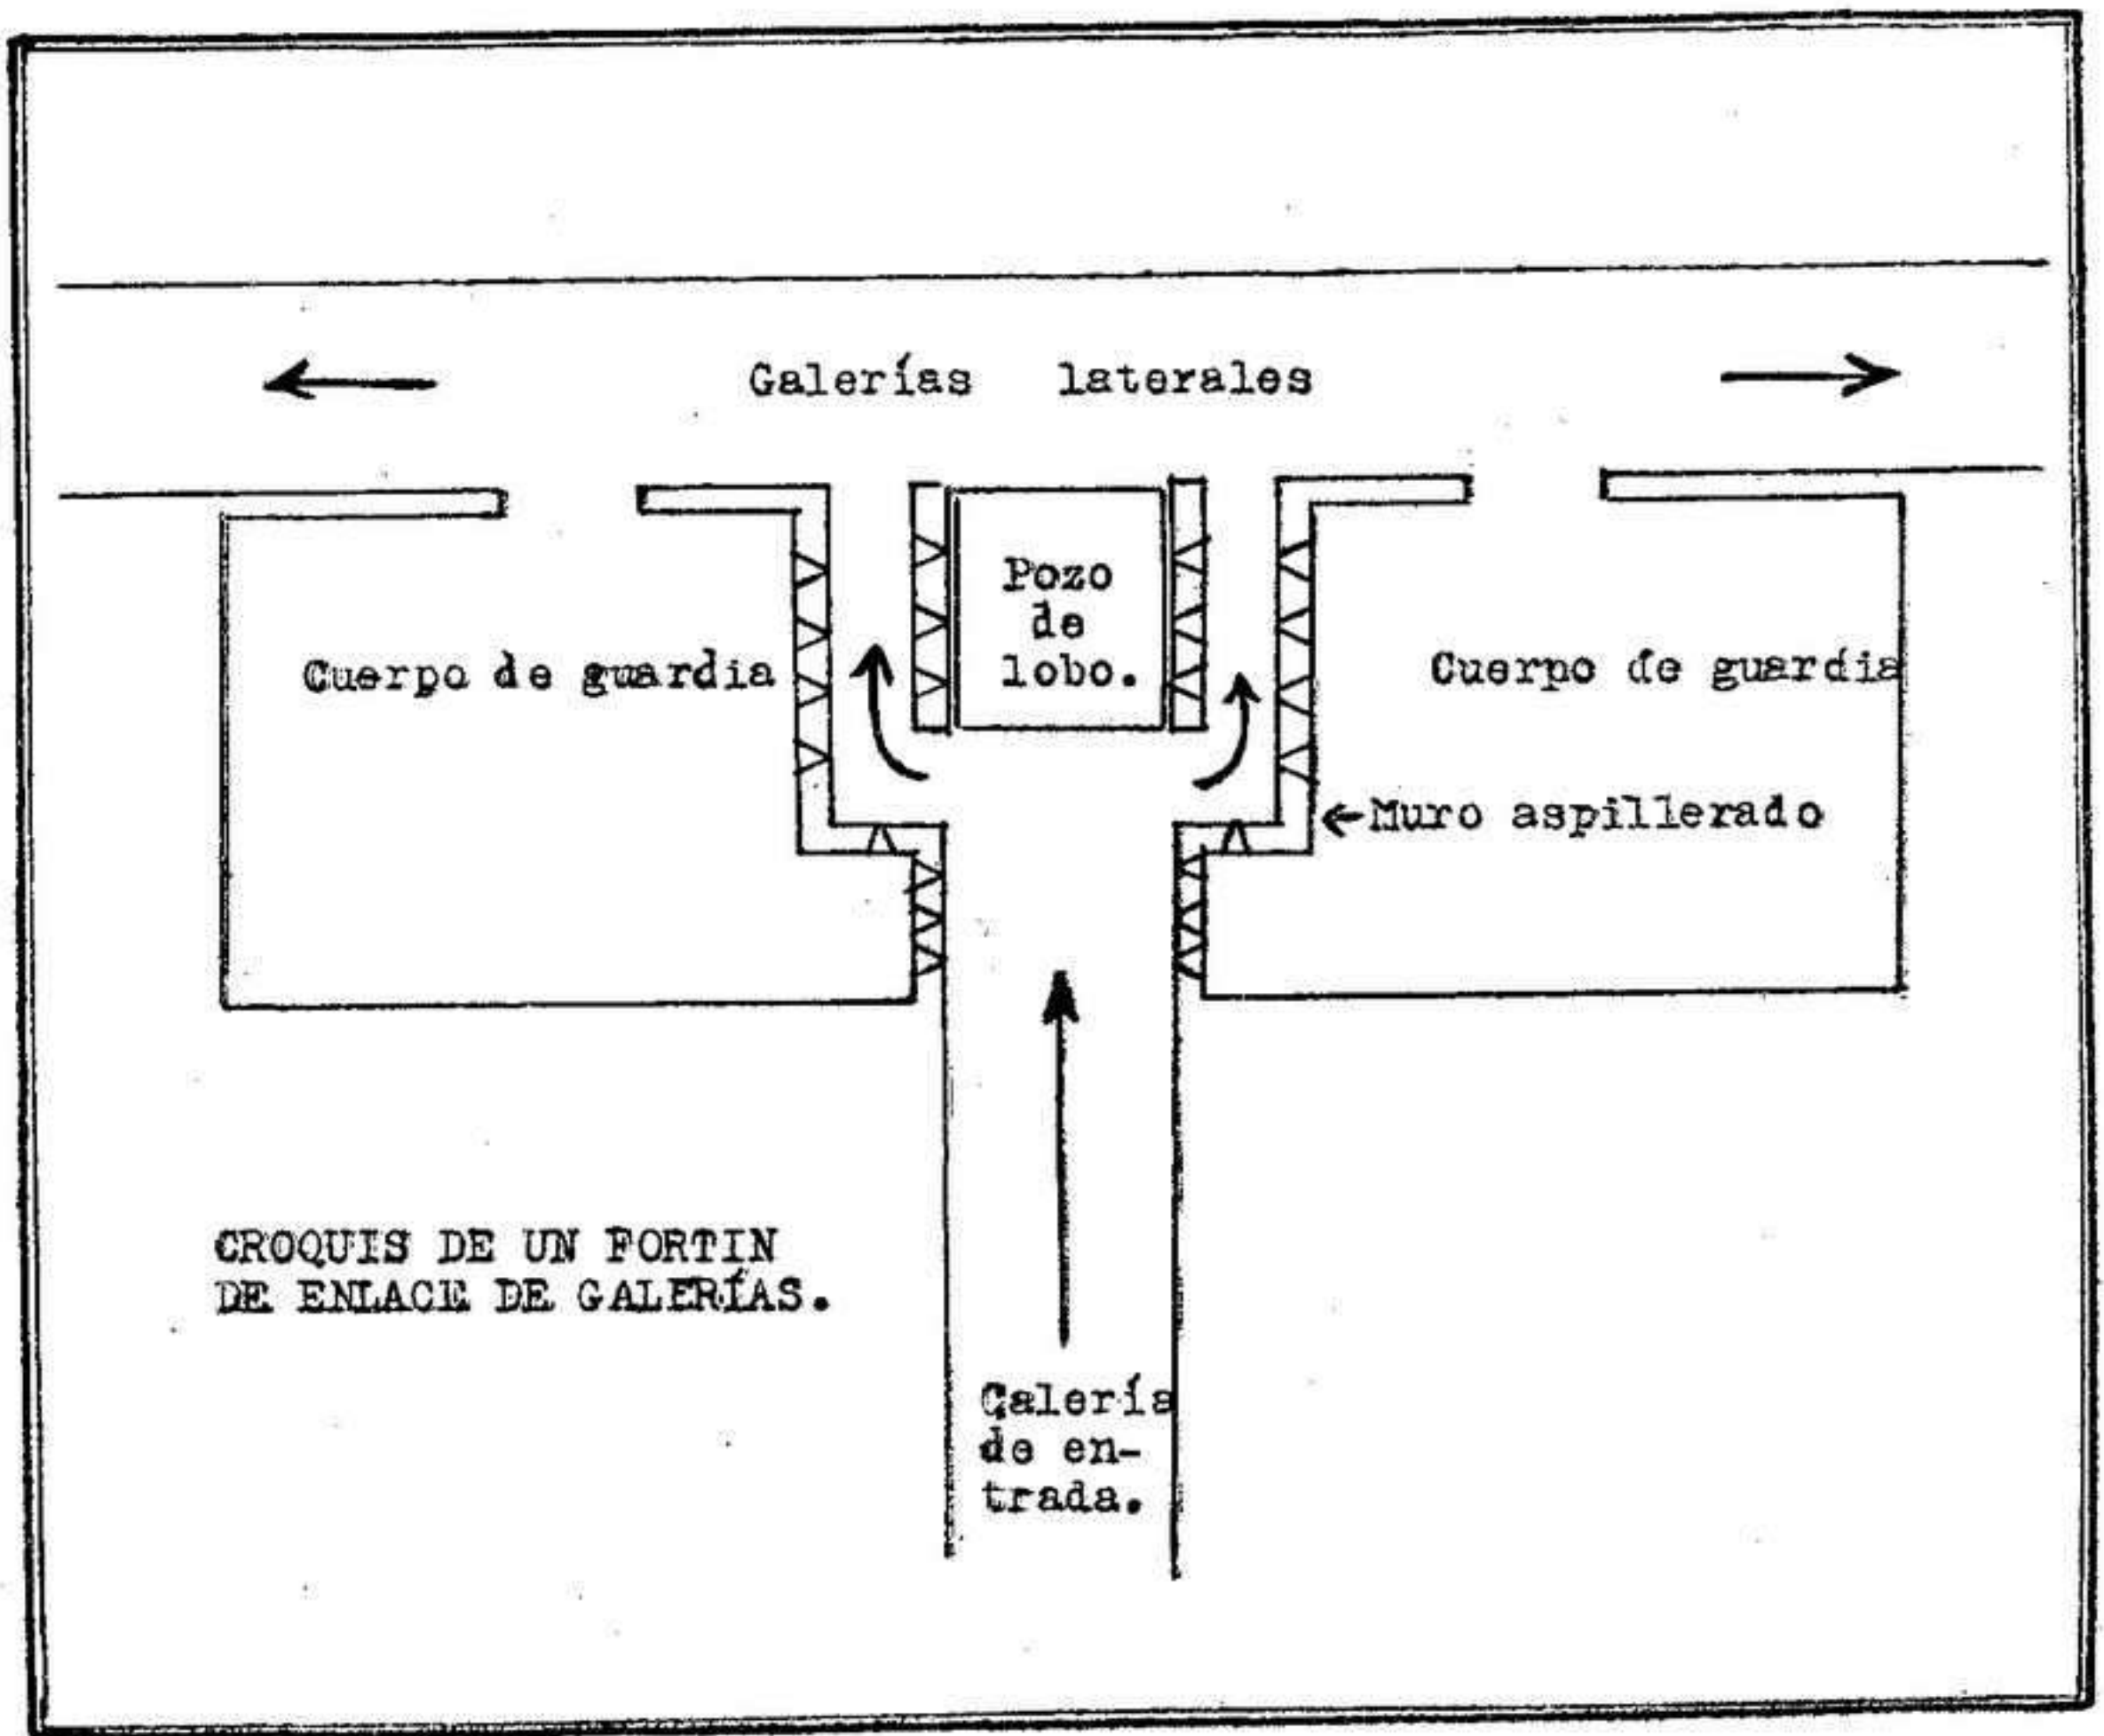 Galerías laterales
Pozo
de
lobo.
Cuerpo de guardia
Cuerpo de guardia
Muro aspillerado
CROQUIS DE UN FORTIN
DE ENLACE DE GALERÍAS.
Galería
de en-
trada.